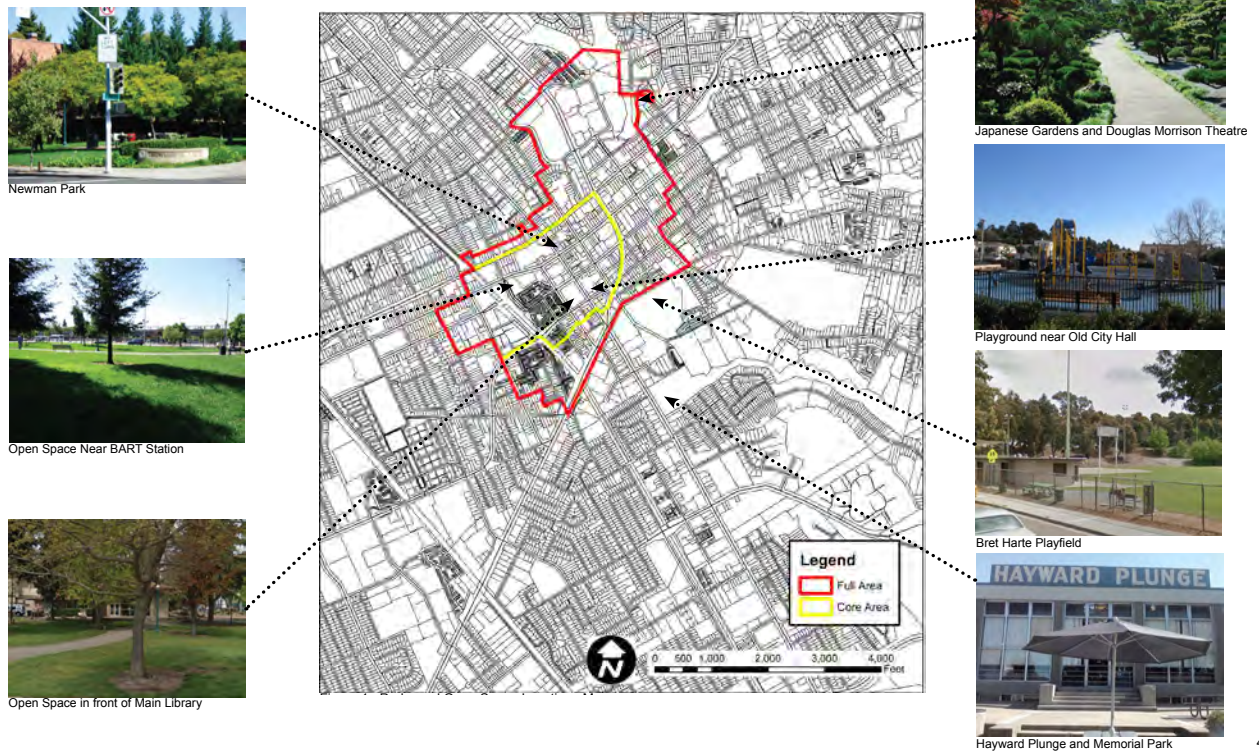 Newman Park
Open Space Near BART Station
Open Space in front of Main Library
Legend
Full Area
Core Area
N
0 500 1,000 2,000 3,000 4,000
Feet
Japanese Gardens and Douglas Morrison Theatre
Playground near Old City Hall
Bret Harte Playfield
HAYWARD PLUNGE
Hayward Plunge and Memorial Park